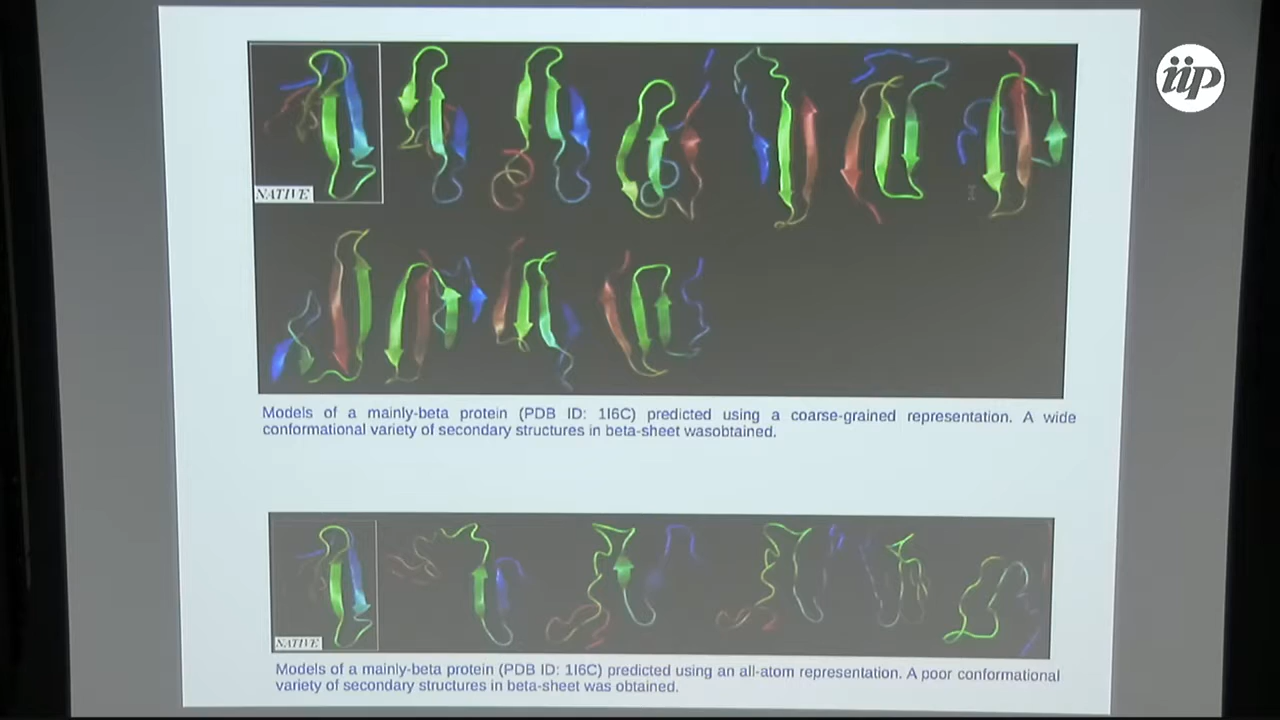 iip
NATIVE
Models of a mainly-beta protein (PDB ID: 1I6C) predicted using a coarse-grained representation. A wide
conformational variety of secondary structures in beta-sheet wasobtained.
NATIVE
Models of a mainly-beta protein (PDB ID: 1I6C) predicted using an all-atom representation. A poor conformational
variety of secondary structures in beta-sheet was obtained.